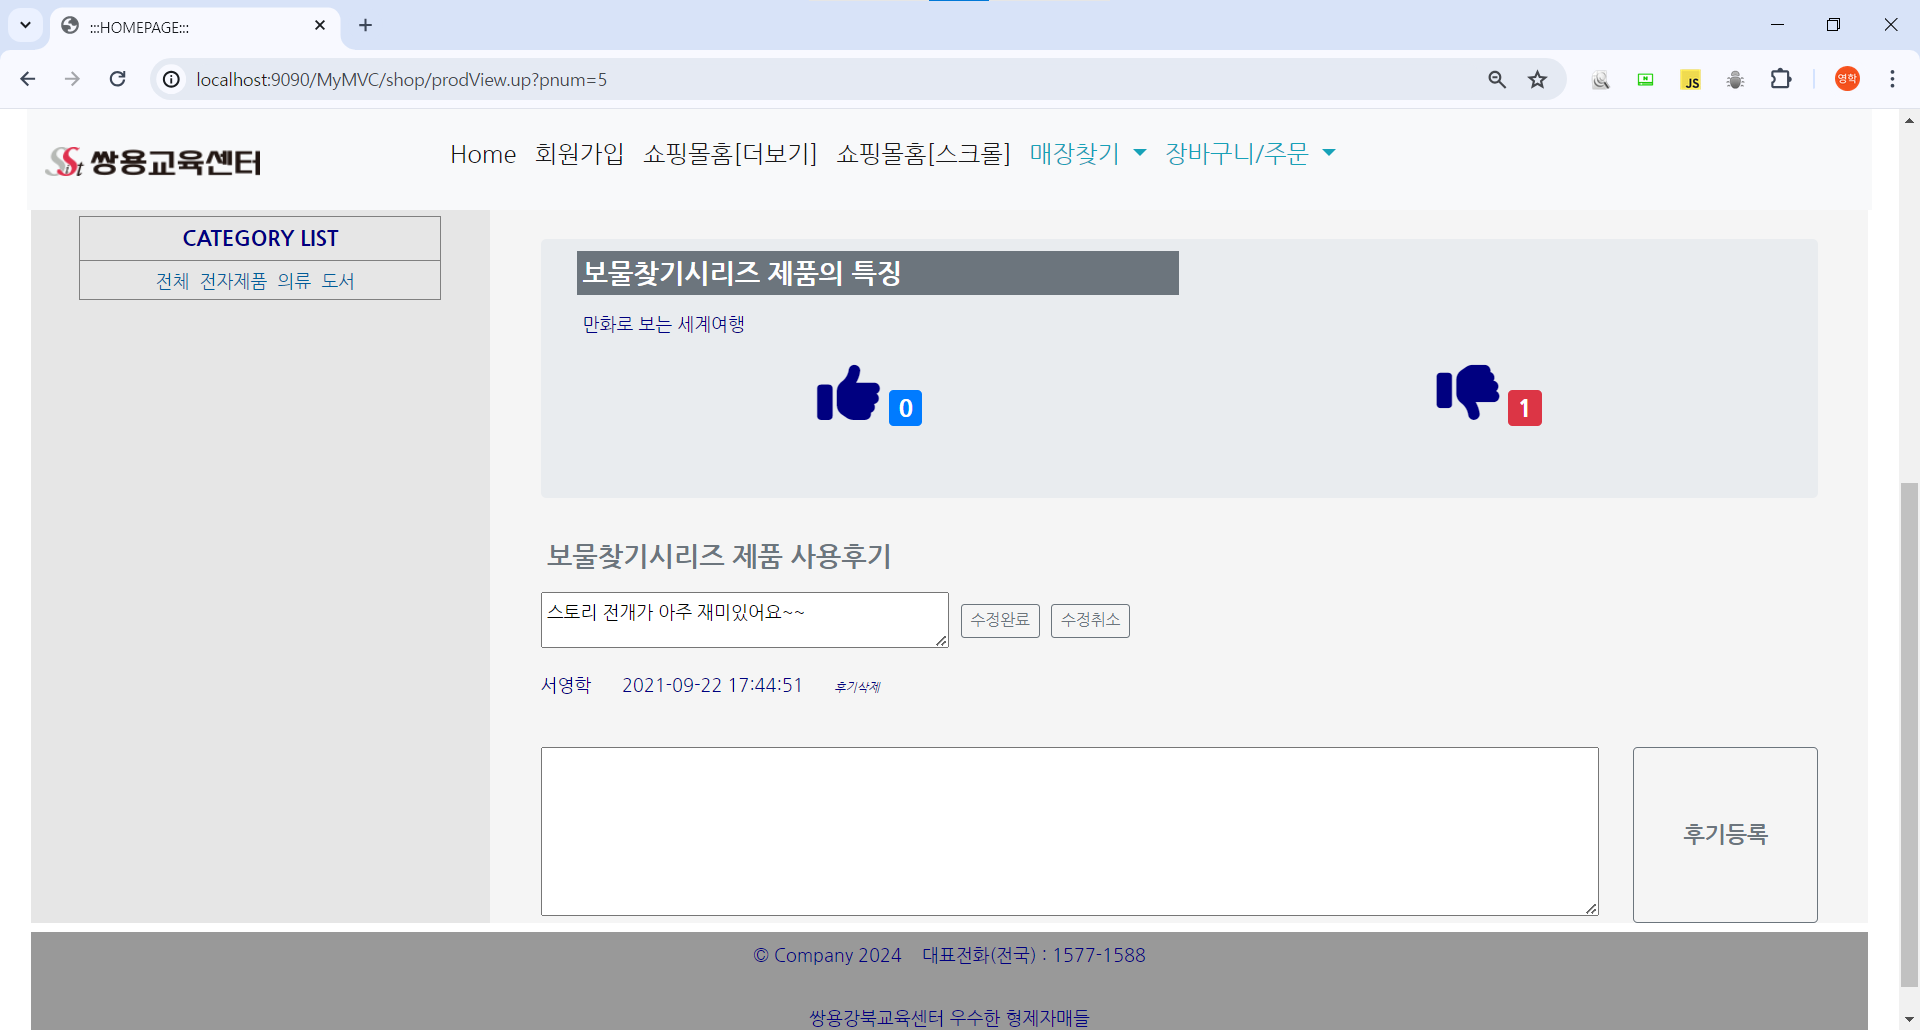 :::HOMEPAGE:::
localhost:9090/MyMVC/shop/prodView.up?pnum=5
JS
영학
SSist 쌍용교육센터
Home 회원가입 쇼핑몰홈[더보기] 쇼핑몰홈[스크롤] 매장찾기 장바구니/주문
CATEGORY LIST
전체 전자제품 의류 도서
보물찾기시리즈 제품의 특징
만화로 보는 세계여행
0
1
보물찾기시리즈 제품 사용후기
스토리 전개가 아주 재미있어요~~
수정완료 수정취소
서영학 2021-09-22 17:44:51 후기삭제
후기등록
© Company 2024 대표전화(전국) : 1577-1588
쌍용강북교육센터 우수한 형제자매들